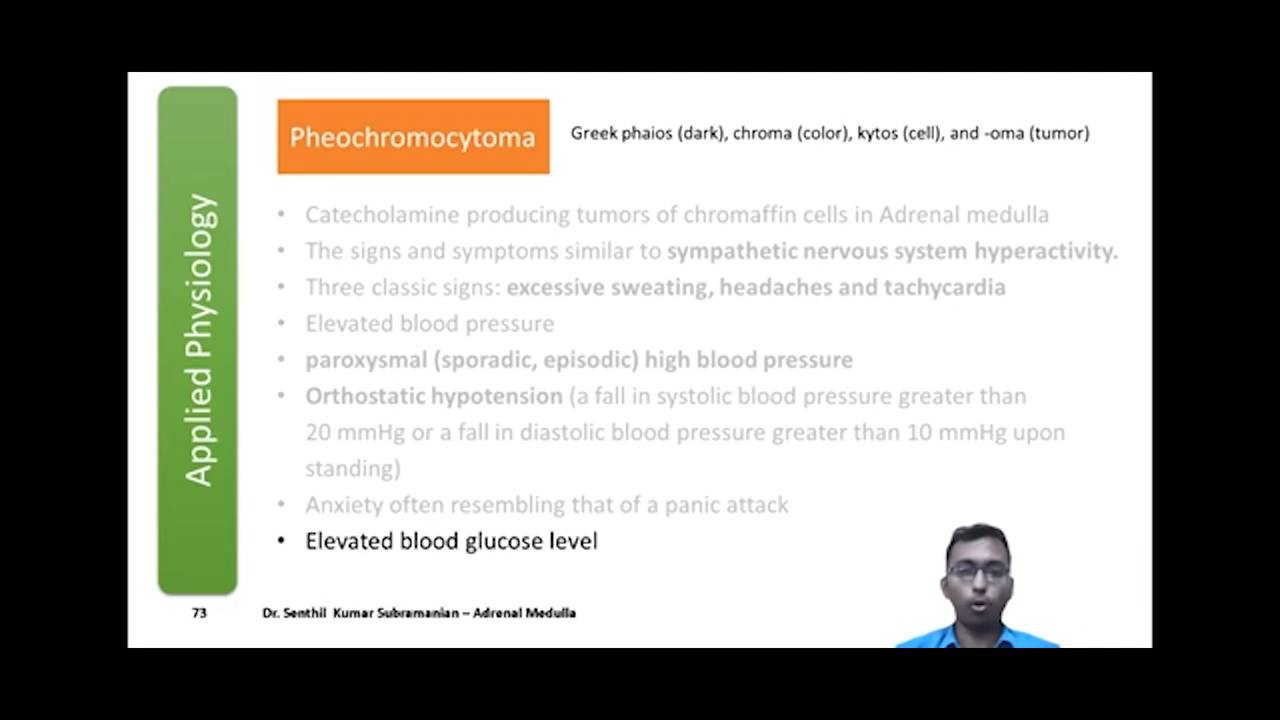 Applied Physiology
Pheochromocytoma
Greek phaios (dark), chroma (color), kytos (cell), and -oma (tumor)
• Catecholamine producing tumors of chromaffin cells in Adrenal medulla
• The signs and symptoms similar to sympathetic nervous system hyperactivity.
• Three classic signs: excessive sweating, headaches and tachycardia
• Elevated blood pressure
• paroxysmal (sporadic, episodic) high blood pressure
• Orthostatic hypotension (a fall in systolic blood pressure greater than
20 mmHg or a fall in diastolic blood pressure greater than 10 mmHg upon
standing)
• Anxiety often resembling that of a panic attack
• Elevated blood glucose level
73
Dr. Senthil Kumar Subramanian – Adrenal Medulla